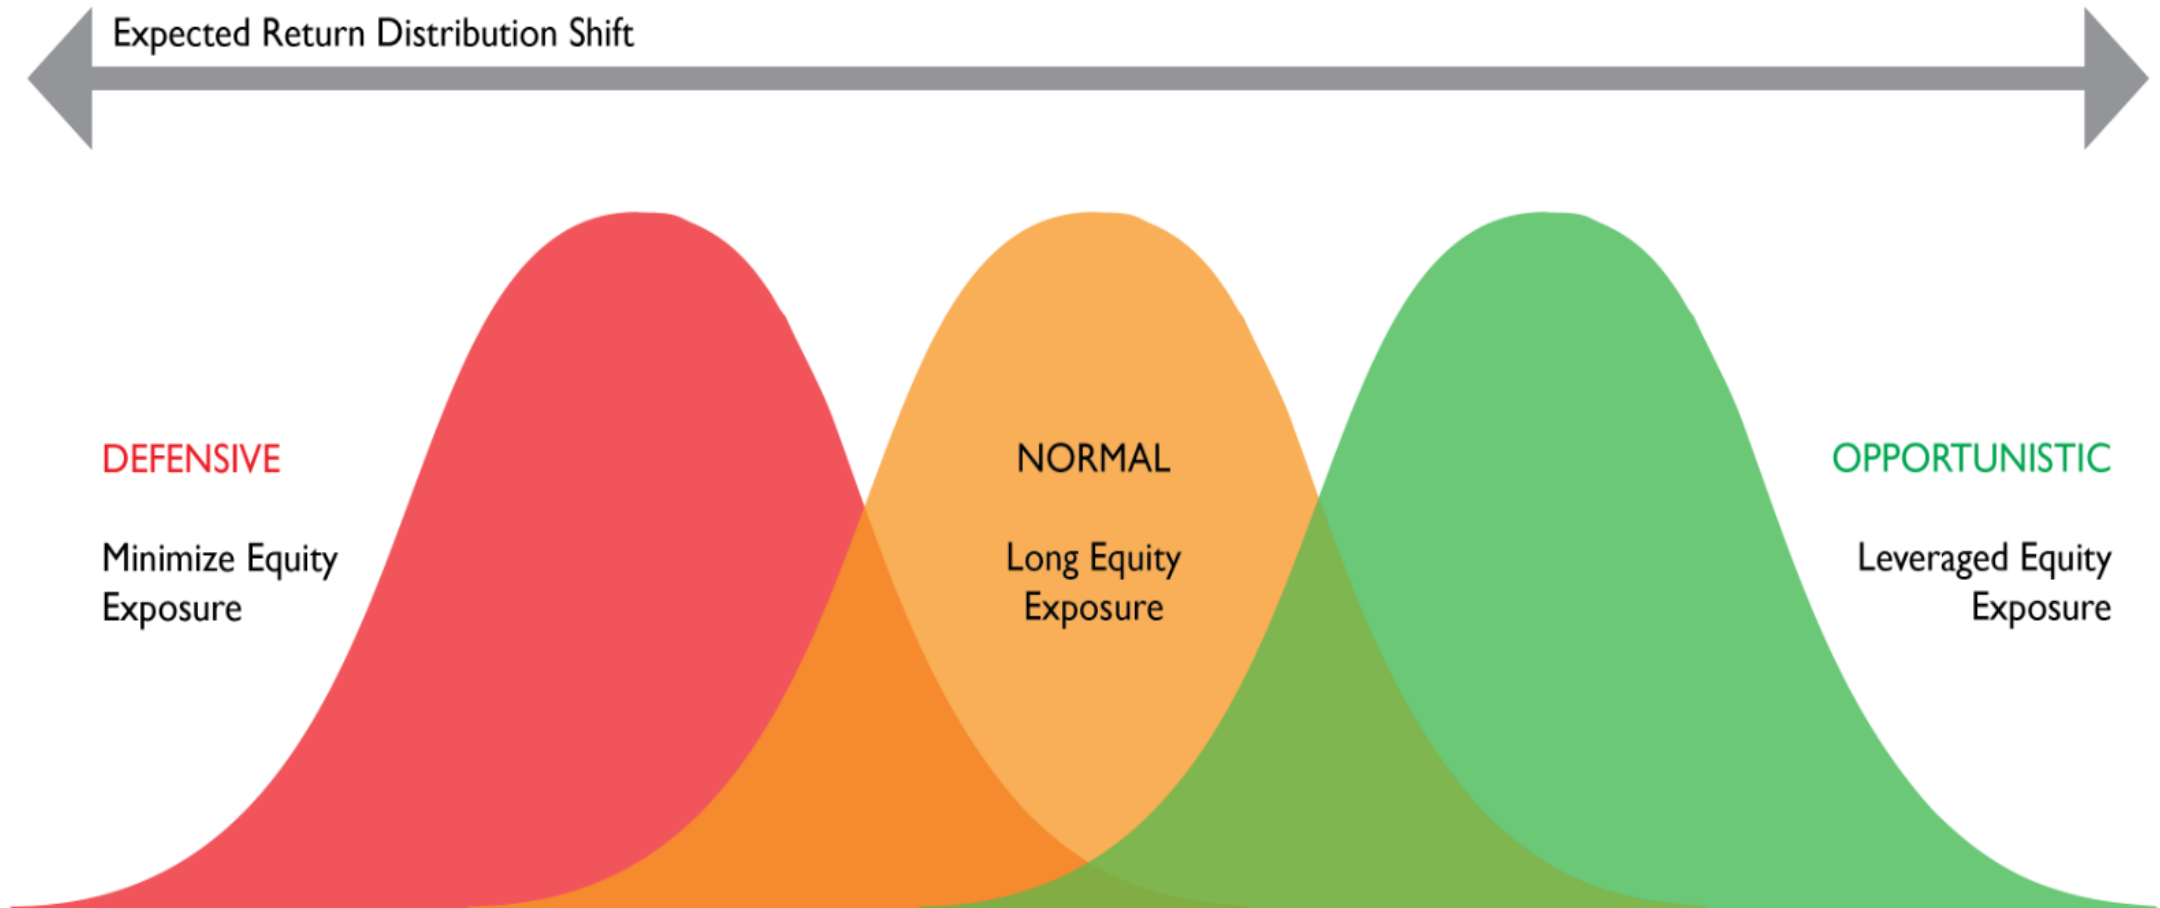 Expected Return Distribution Shift
DEFENSIVE
Minimize Equity
Exposure
NORMAL
Long Equity
Exposure
OPPORTUNISTIC
Leveraged Equity
Exposure